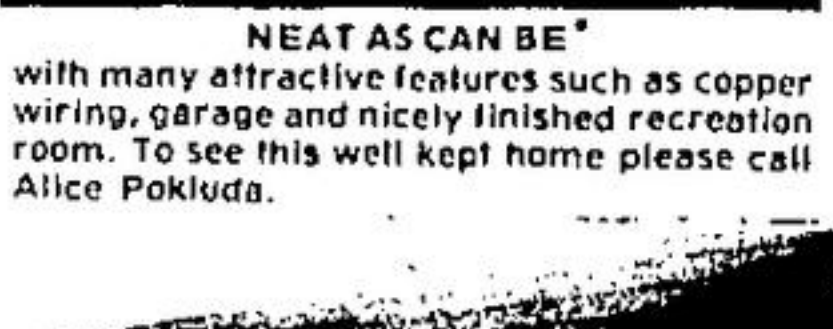 NEAT AS CAN BE
with many attractive features such as copper
wiring, garage and nicely finished recreation
room. To see this well kept home please call
Alice Pokluda.